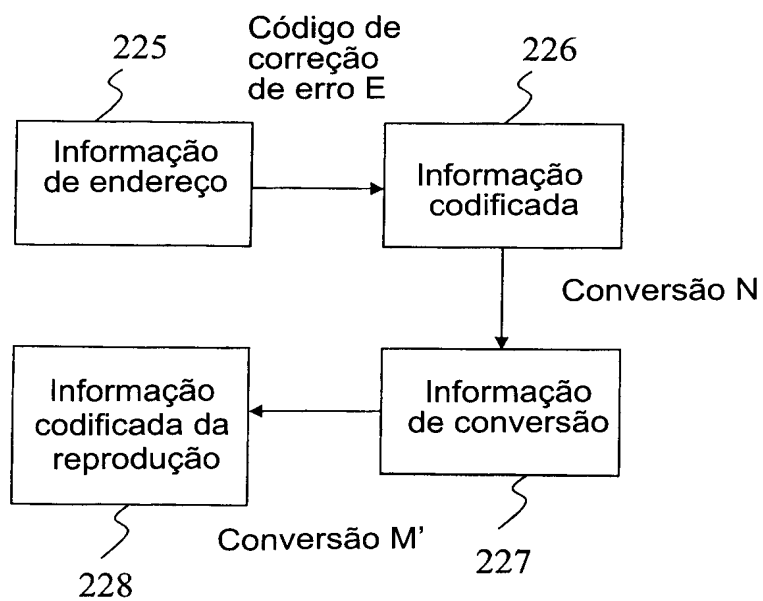 225
Código de
correção
de erro E
226
Informação
de endereço
Informação
codificada
Conversão N
Informação
codificada da
reprodução
Informação
de conversão
Conversão M'
228
227